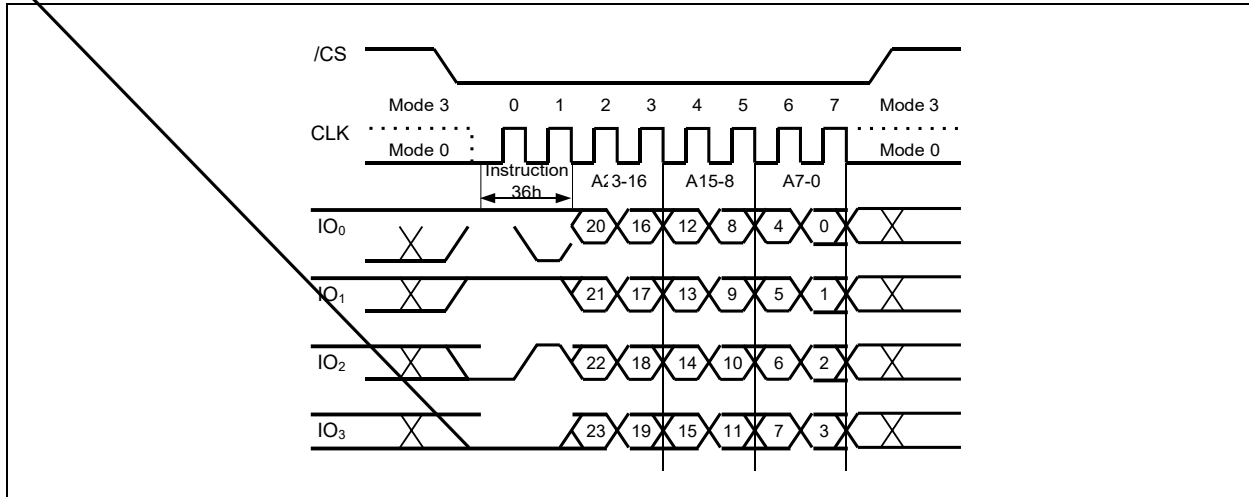 /CS
Mode 3 0 1 2 3 4 5 6 7 Mode 3
CLK
Mode 0 Mode 0
Instruction
36h
A23-16 A15-8 A7-0
IO₀ 20 16 12 8 4 0
IO₁ 21 17 13 9 5 1
IO₂ 22 18 14 10 6 2
IO₃ 23 19 15 11 7 3